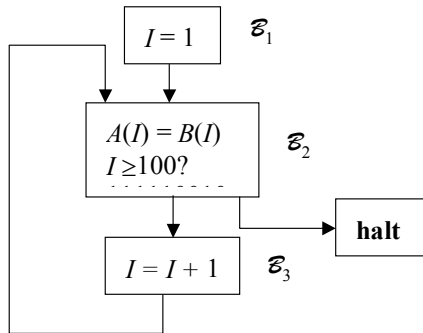 I = 1
ℬ₁
A(I) = B(I)
I ≥100?
ℬ₂
halt
I = I + 1
ℬ₃